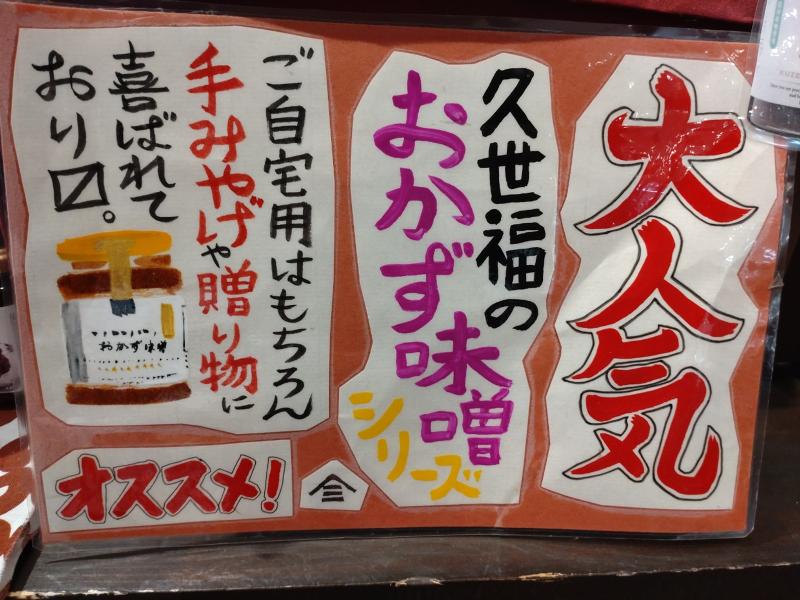 大人気
久世福の
おかず味噌
シリーズ
ご自宅用はもちろん
手みやげや贈り物に
喜ばれて
おり〼。
おかず味噌
オススメ!